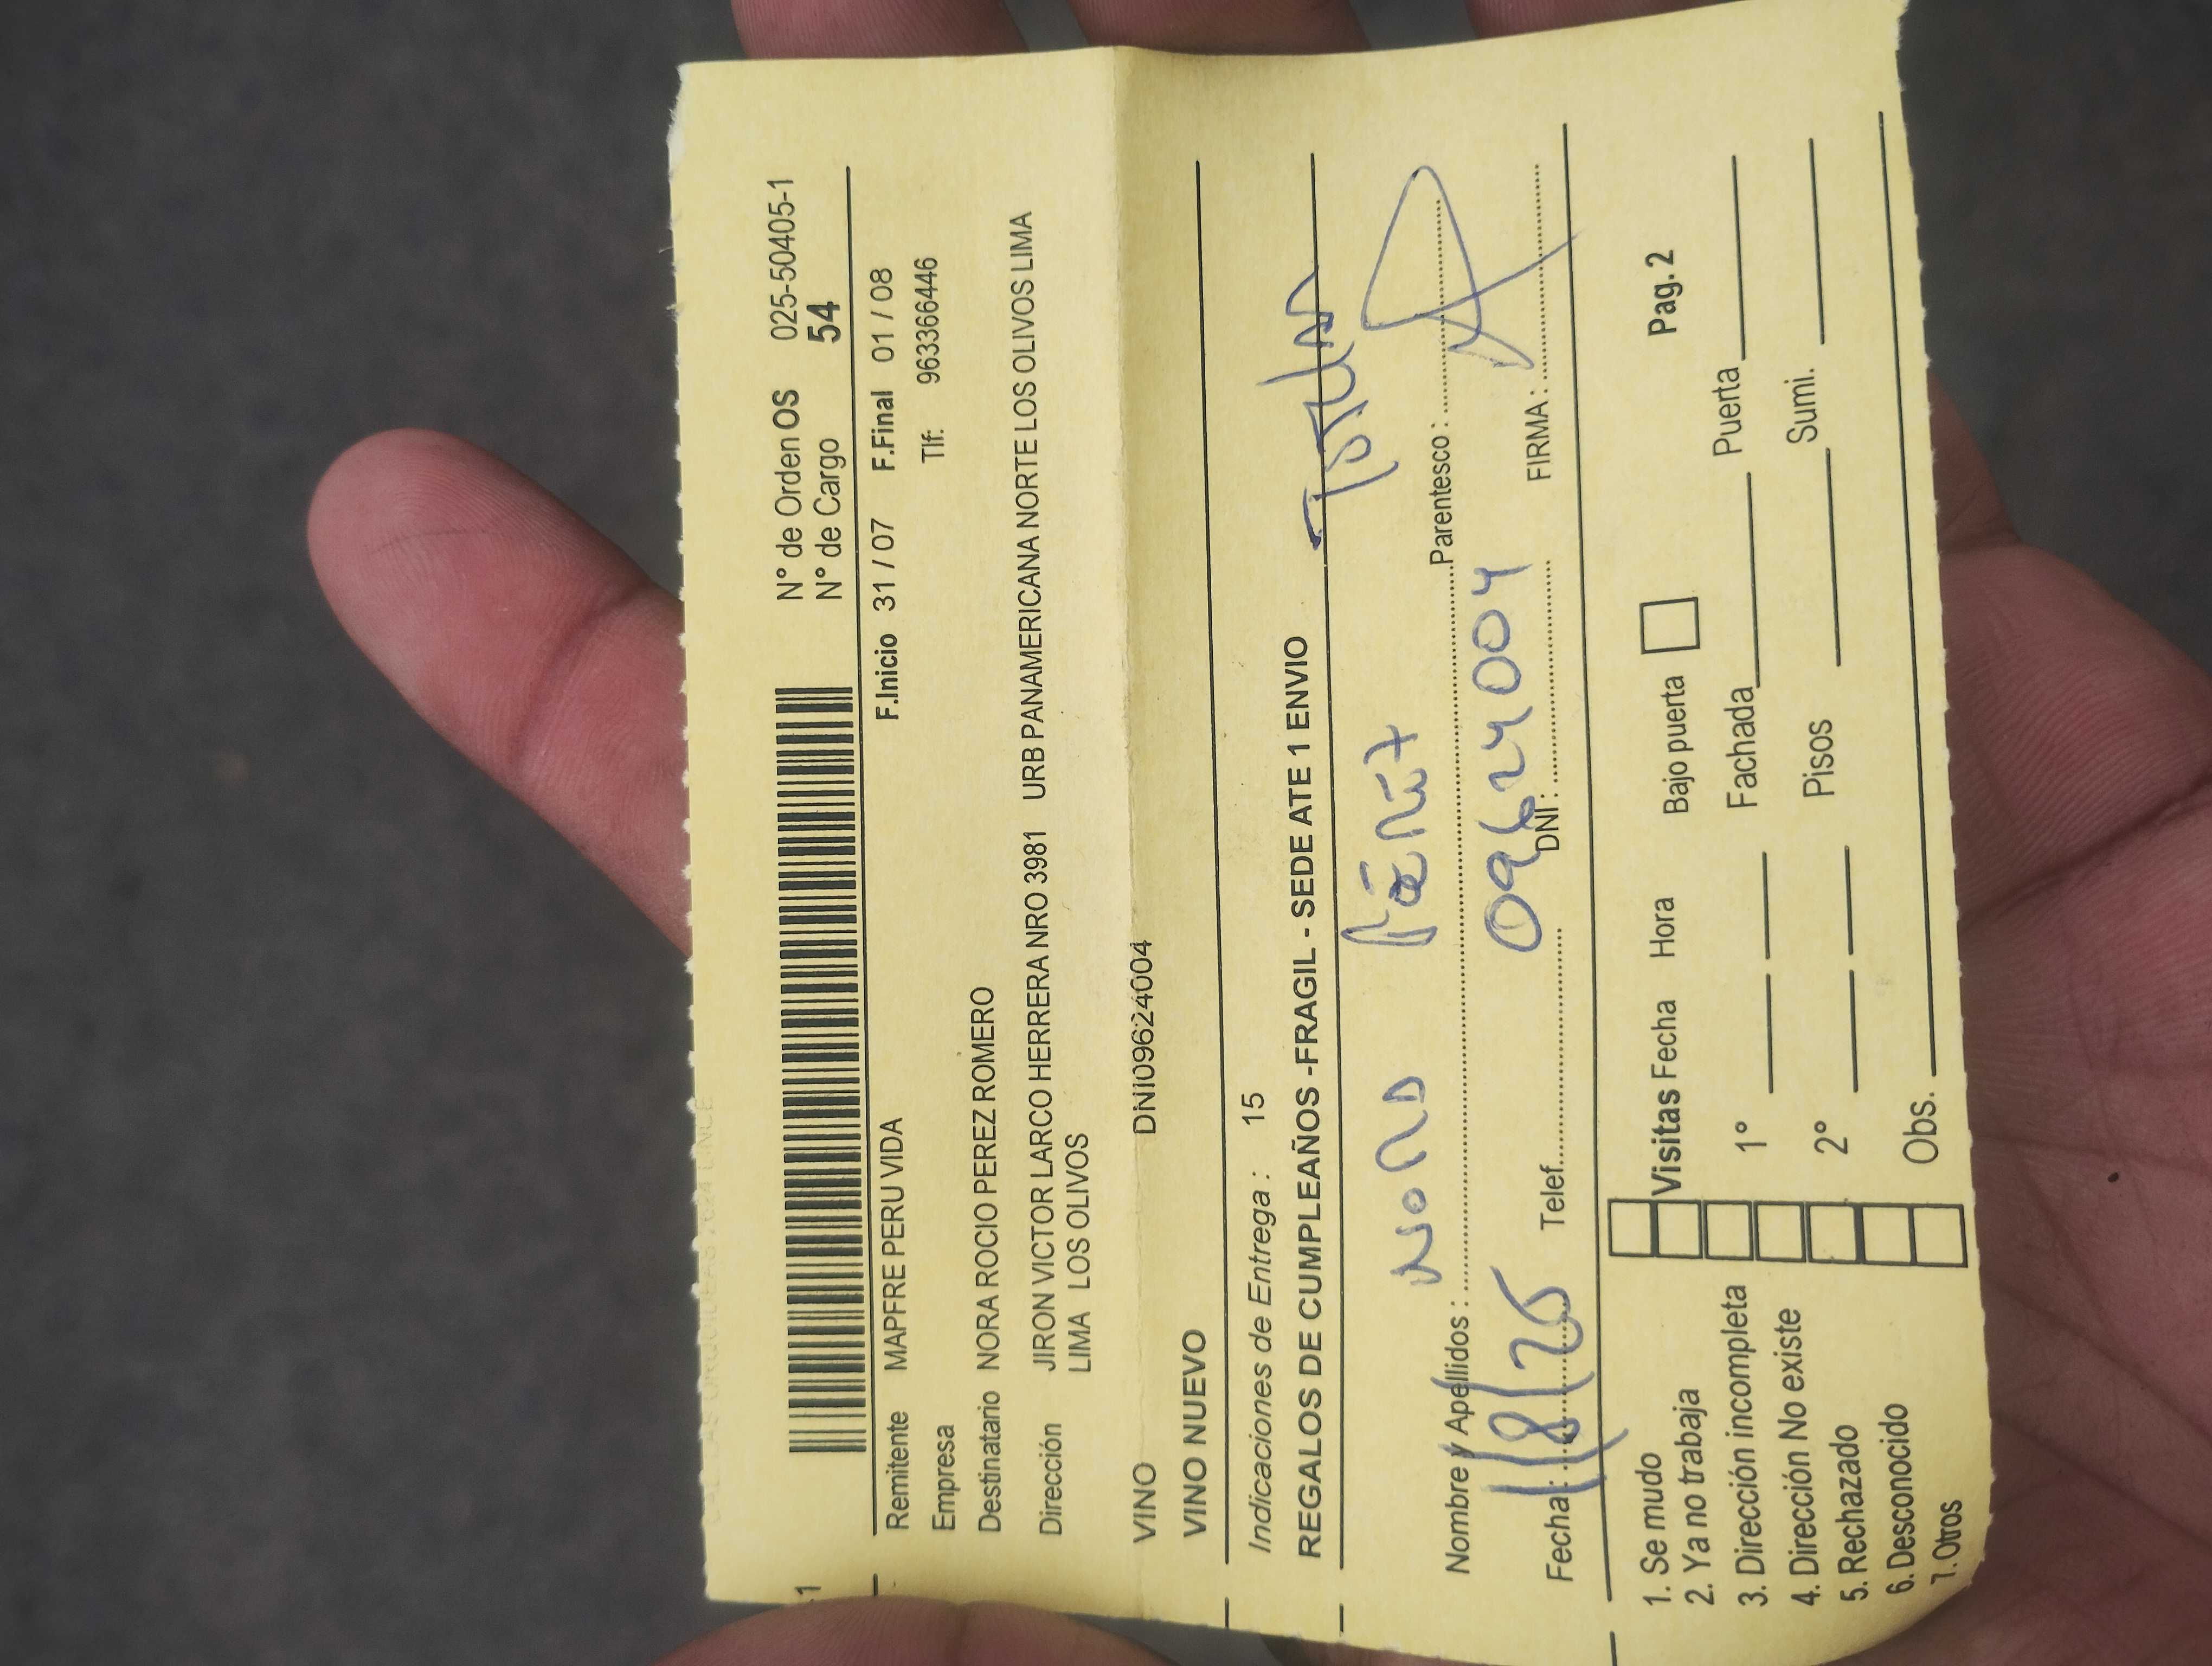 N° de Orden OS 025-50405-1
N° de Cargo 54
F.Inicio 31 / 07 F.Final 01 / 08
Remitente MAPFRE PERU VIDA
Empresa Tlf: 963366446
Destinatario NORA ROCIO PEREZ ROMERO
Dirección JIRON VICTOR LARCO HERRERA NRO 3981 URB PANAMERICANA NORTE LOS OLIVOS LIMA
LIMA LOS OLIVOS
VINO DNI09624004
VINO NUEVO
Indicaciones de Entrega : 15
REGALOS DE CUMPLEAÑOS -FRAGIL - SEDE ATE 1 ENVIO
Titular
Nora Pérez
Nombre y Apellidos : Parentesco :
1/8/25 09624004
Fecha: Telef. DNI: FIRMA :
1. Se mudo
2. Ya no trabaja
3. Dirección incompleta
4. Dirección No existe
5. Rechazado
6. Desconocido
7. Otros
Visitas Fecha Hora Bajo puerta Pag. 2
1° Fachada Puerta
2° Pisos Sumi.
Obs.